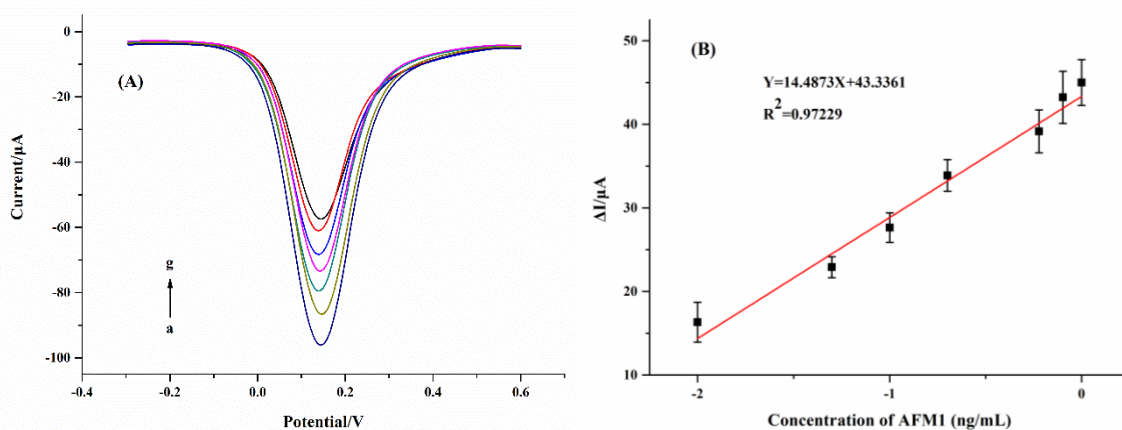 (A)
Current/μA
0
-20
-40
-60
-80
-100
g
a
-0.4
-0.2
0.0
0.2
0.4
0.6
Potential/V
(B)
Y=14.4873X+43.3361
R²=0.97229
ΔI/μA
50
40
30
20
10
-2
-1
0
Concentration of AFM1 (ng/mL)